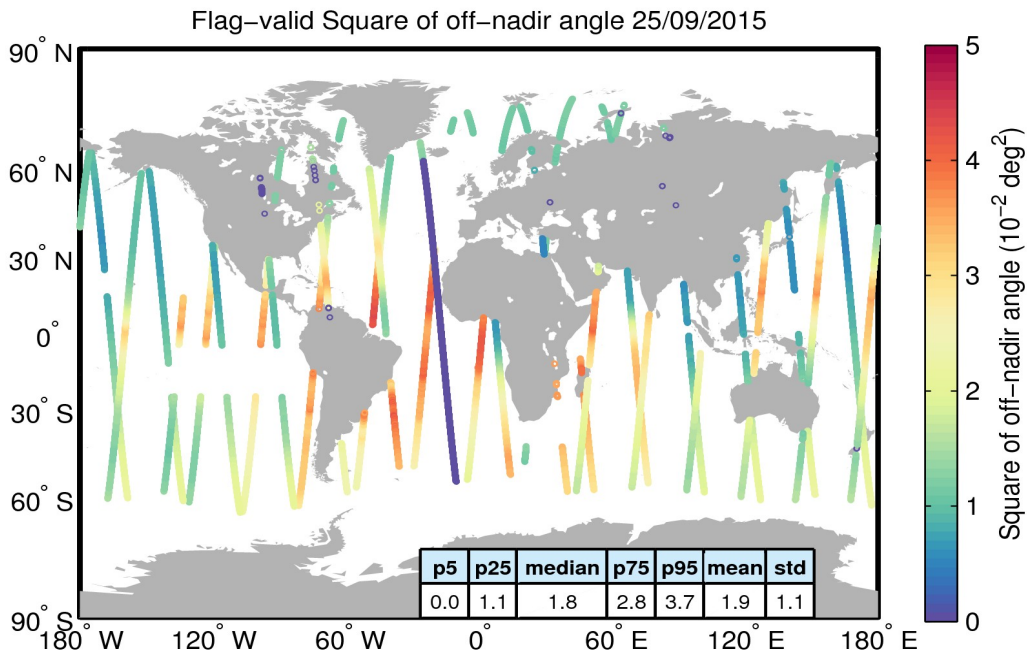 Flag−valid Square of off−nadir angle 25/09/2015
90° N
60° N
30° N
0°
30° S
60° S
90° S
180° W
120° W
60° W
0°
60° E
120° E
180° E
p5 p25 median p75 p95 mean std
0.0 1.1 1.8 2.8 3.7 1.9 1.1
5
4
3
2
1
0
Square of off−nadir angle (10⁻² deg²)